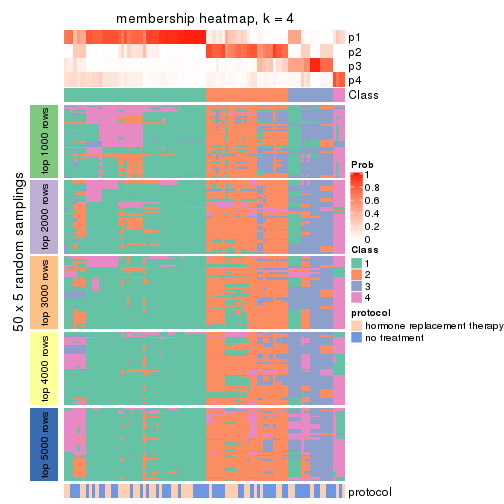 membership heatmap, k = 4
p1
p2
p3
p4
Class
50 x 5 random samplings
top 1000 rows
top 2000 rows
top 3000 rows
top 4000 rows
top 5000 rows
protocol
Prob
1
0.8
0.6
0.4
0.2
0
Class
1
2
3
4
protocol
hormone replacement therapy
no treatment